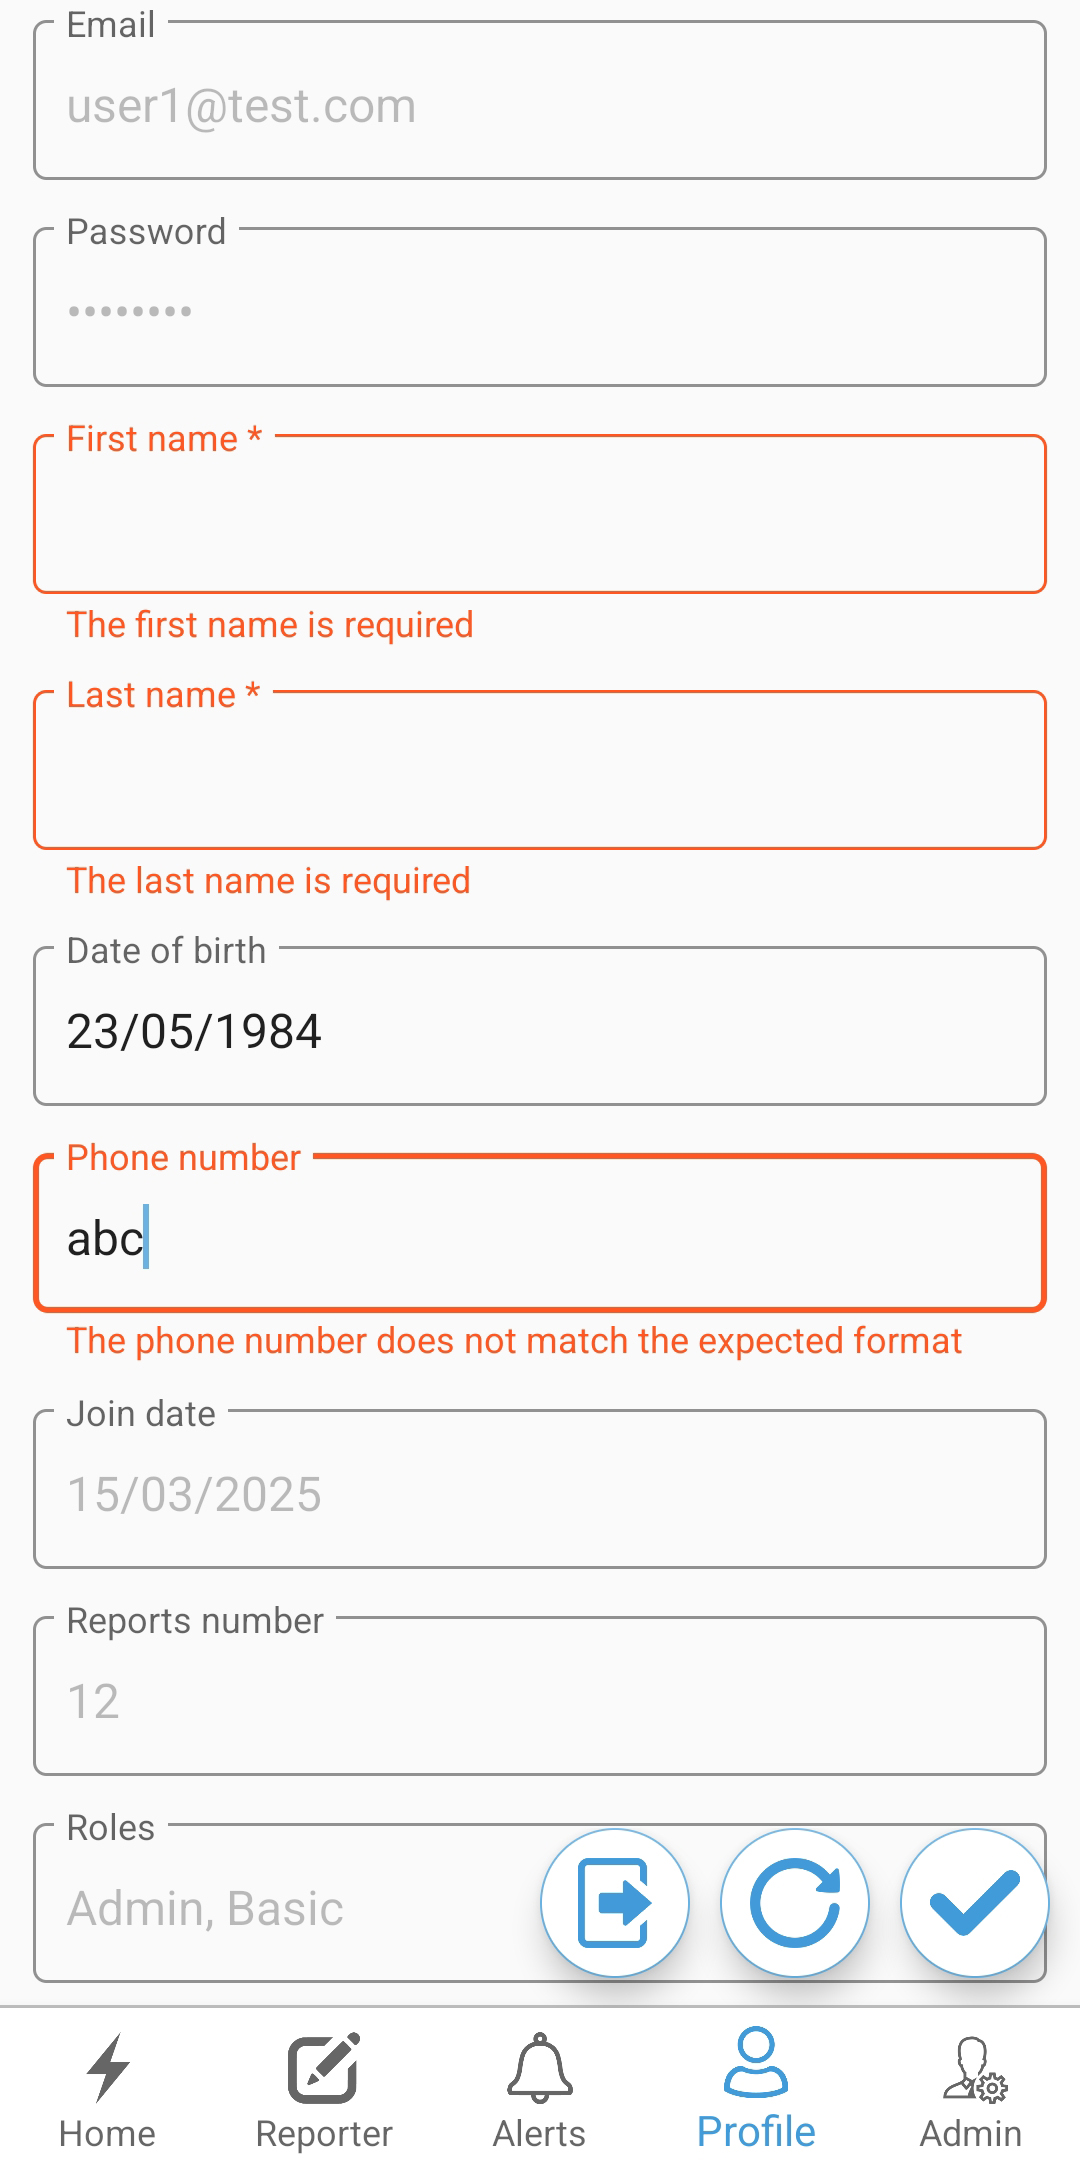 Email
user1@test.com
Password
••••••••
First name *
The first name is required
Last name *
The last name is required
Date of birth
23/05/1984
Phone number
abc
The phone number does not match the expected format
Join date
15/03/2025
Reports number
12
Roles
Admin, Basic
Home Reporter Alerts Profile Admin